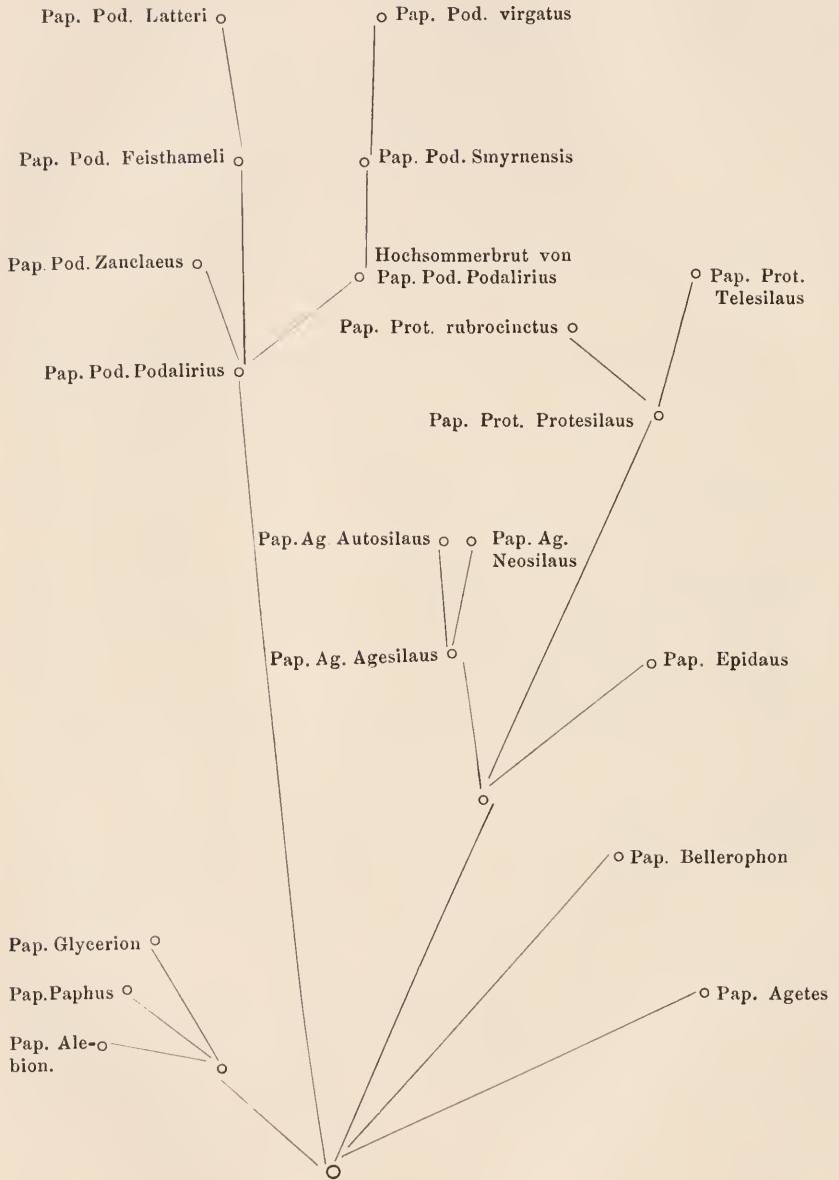 Pap. Pod. Latteri
Pap. Pod. virgatus
Pap. Pod. Feisthameli
Pap. Pod. Smyrnensis
Pap. Pod. Zanclaeus
Hochsommerbrut von
Pap. Pod. Podalirius
Pap. Prot.
Telesilaus
Pap. Prot. rubrocinctus
Pap. Pod. Podalirius
Pap. Prot. Protesilaus
Pap. Ag. Autosilaus
Pap. Ag.
Neosilaus
Pap. Ag. Agesilaus
Pap. Epidaus
Pap. Bellerophon
Pap. Glycerion
Pap. Paphus
Pap. Agetes
Pap. Ale-
bion.